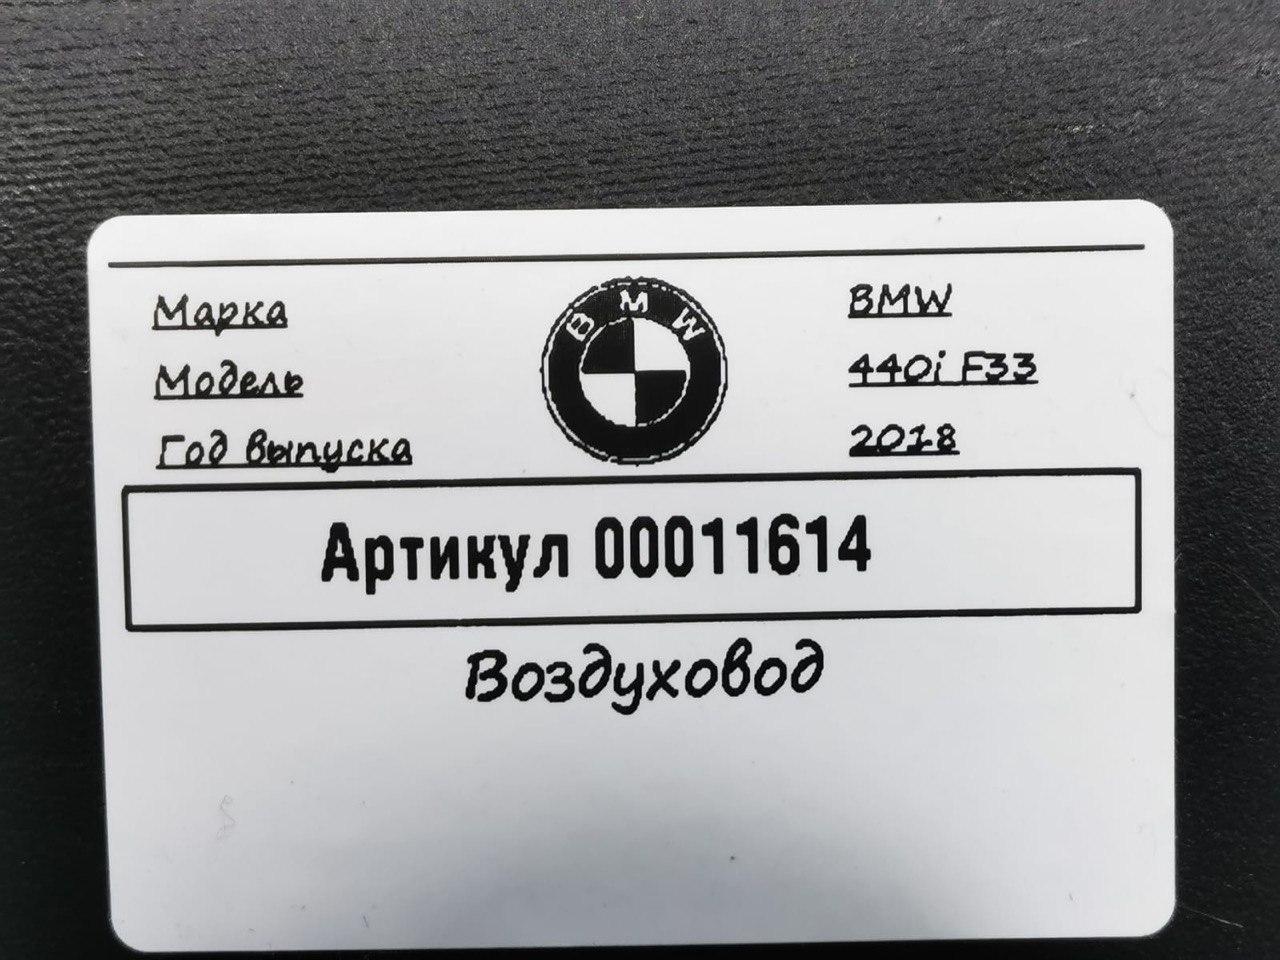 Марка BMW
Модель 440i F33
Год выпуска 2018
BMW
Артикул 00011614
Воздуховод